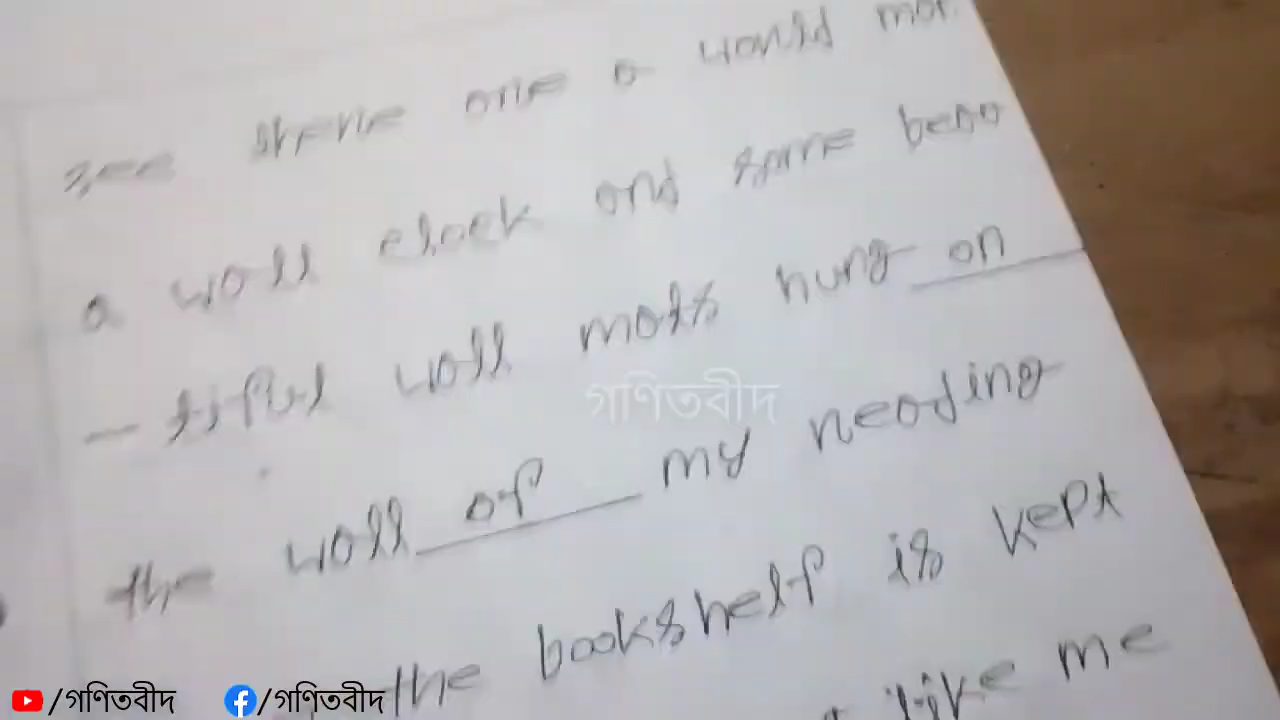 see there are a world map
a wall clock and some beau
- tiful wall mats hung on
the wall of my reading
the bookshelf is kept
like me
গণিতবীদ
/গণিতবীদ /গণিতবীদ